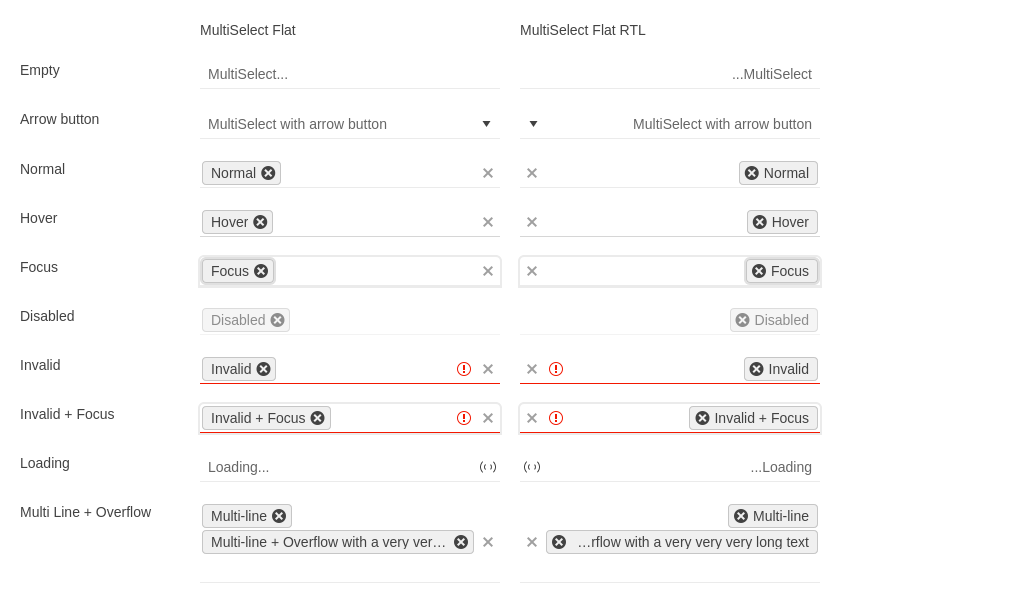 MultiSelect Flat MultiSelect Flat RTL
Empty MultiSelect... ...MultiSelect
Arrow button MultiSelect with arrow button MultiSelect with arrow button
Normal Normal Normal
Hover Hover Hover
Focus Focus Focus
Disabled Disabled Disabled
Invalid Invalid Invalid
Invalid + Focus Invalid + Focus Invalid + Focus
Loading Loading... ...Loading
Multi Line + Overflow Multi-line Multi-line
Multi-line + Overflow with a very ver… …rflow with a very very very long text